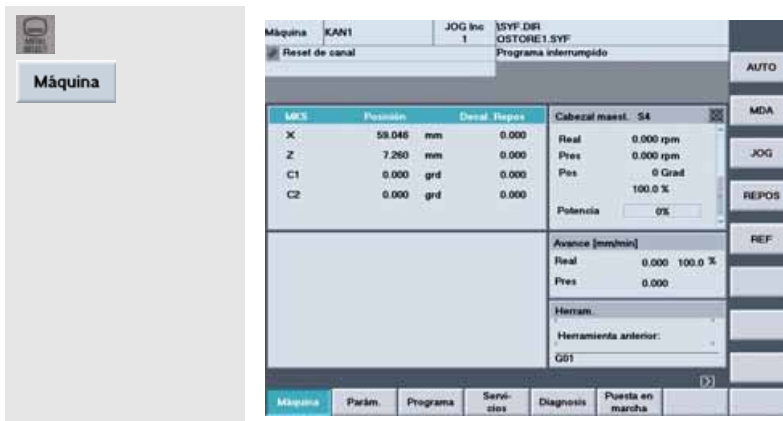 MENU SELECT
Máquina
Máquina KAN1 JOG Inc 1 \SYF.DIR OSTORE1.SYF
Reset de canal Programa interrumpido
AUTO
MDA
JOG
REPOS
REF
MKS Posición Decal. Repos
X 59.046 mm 0.000
Z 7.260 mm 0.000
C1 0.000 grd 0.000
C2 0.000 grd 0.000
Cabezal maest. S4
Real 0.000 rpm
Pres 0.000 rpm
Pos 0 Grad
100.0 %
Potencia 0%
Avance [mm/min]
Real 0.000 100.0 %
Pres 0.000
Herram.
Herramienta anterior:
G01
Máquina Parám. Programa Servi-cios Diagnosis Puesta en marcha